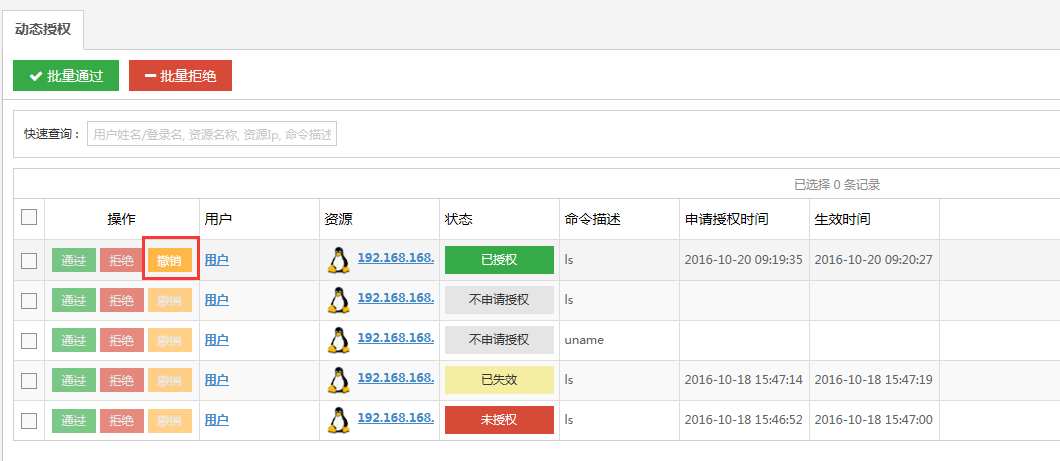 动态授权
批量通过 批量拒绝
快速查询： 用户姓名/登录名, 资源名称, 资源Ip, 命令描述
已选择 0 条记录
操作 用户 资源 状态 命令描述 申请授权时间 生效时间
通过 拒绝 撤销 用户 192.168.168. 已授权 ls 2016-10-20 09:19:35 2016-10-20 09:20:27
通过 拒绝 撤销 用户 192.168.168. 不申请授权 ls
通过 拒绝 撤销 用户 192.168.168. 不申请授权 uname
通过 拒绝 撤销 用户 192.168.168. 已失效 ls 2016-10-18 15:47:14 2016-10-18 15:47:19
通过 拒绝 撤销 用户 192.168.168. 未授权 ls 2016-10-18 15:46:52 2016-10-18 15:47:00